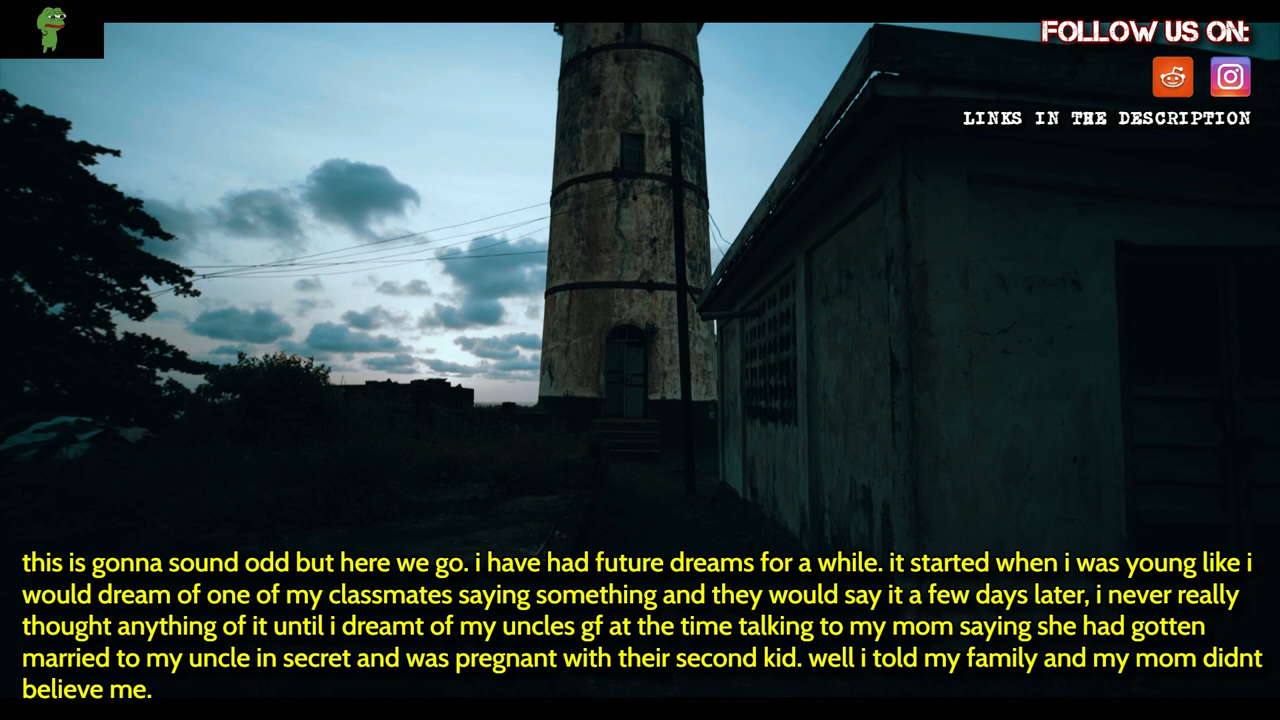 FOLLOW US ON:
LINKS IN THE DESCRIPTION
this is gonna sound odd but here we go. i have had future dreams for a while. it started when i was young like i
would dream of one of my classmates saying something and they would say it a few days later, i never really
thought anything of it until i dreamt of my uncles gf at the time talking to my mom saying she had gotten
married to my uncle in secret and was pregnant with their second kid. well i told my family and my mom didnt
believe me.